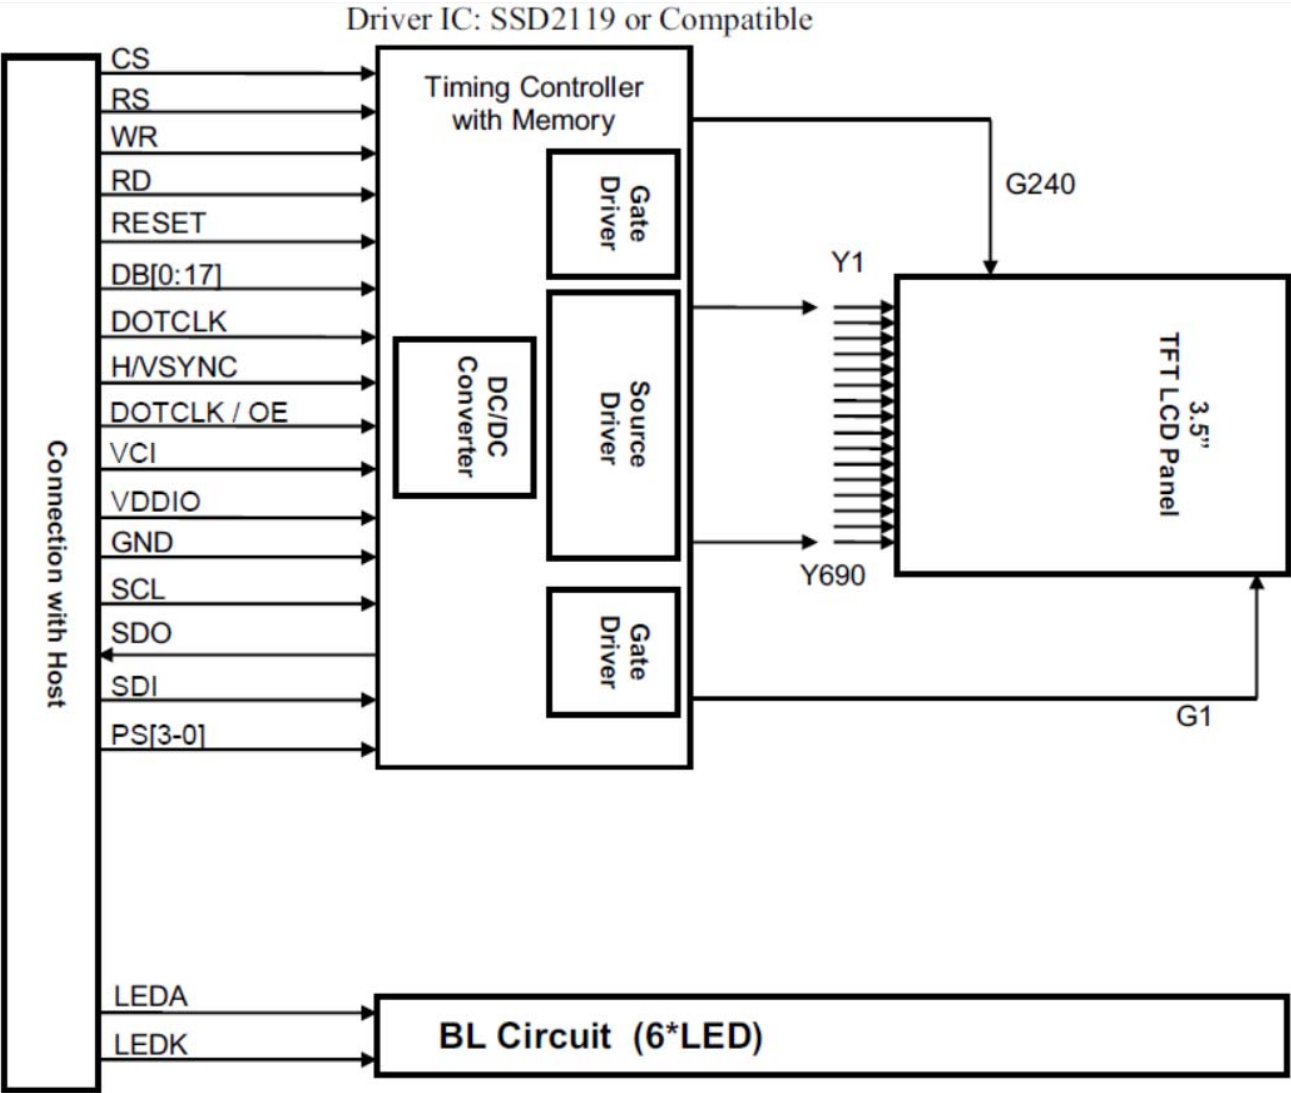 Driver IC: SSD2119 or Compatible
CS
RS
WR
RD
RESET
DB[0:17]
DOTCLK
H/VSYNC
DOTCLK / OE
VCI
VDDIO
GND
SCL
SDO
SDI
PS[3-0]
LEDA
LEDK
Connection with Host
Timing Controller
with Memory
Gate
Driver
DC/DC
Converter
Source
Driver
Gate
Driver
G240
Y1
Y690
G1
3.5”
TFT LCD Panel
BL Circuit (6*LED)